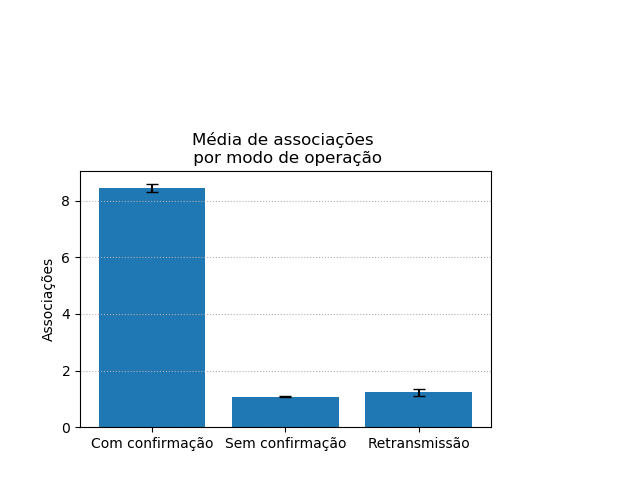 Média de associações
por modo de operação
Associações
8
6
4
2
0
Com confirmação
Sem confirmação
Retransmissão